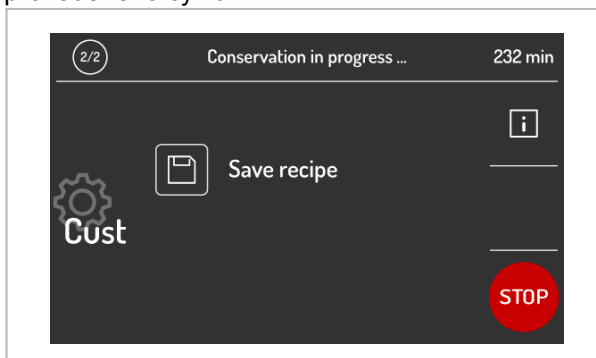 2/2
Conservation in progress ...
232 min
i
Save recipe
Cust
STOP